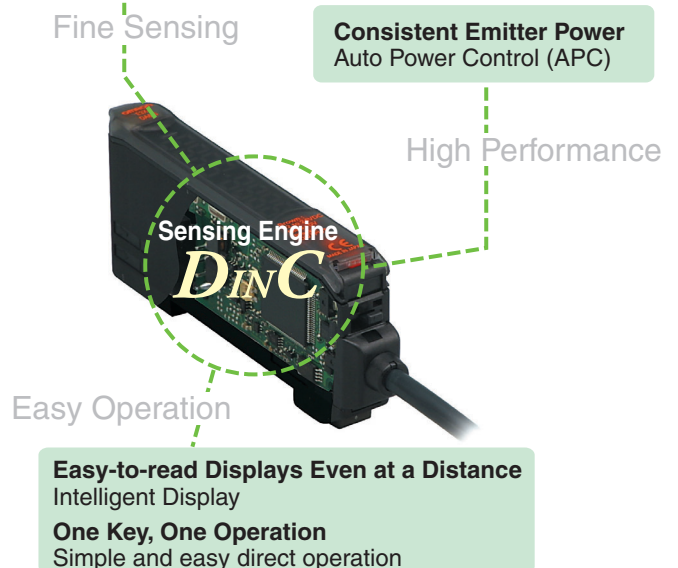 Fine Sensing
Consistent Emitter Power
Auto Power Control (APC)
High Performance
Sensing Engine
DINC
CE
Easy Operation
Easy-to-read Displays Even at a Distance
Intelligent Display
One Key, One Operation
Simple and easy direct operation